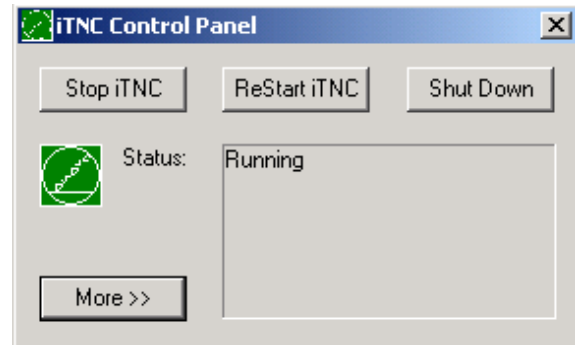 iTNC Control Panel
Stop iTNC ReStart iTNC Shut Down
Status: Running
More >>